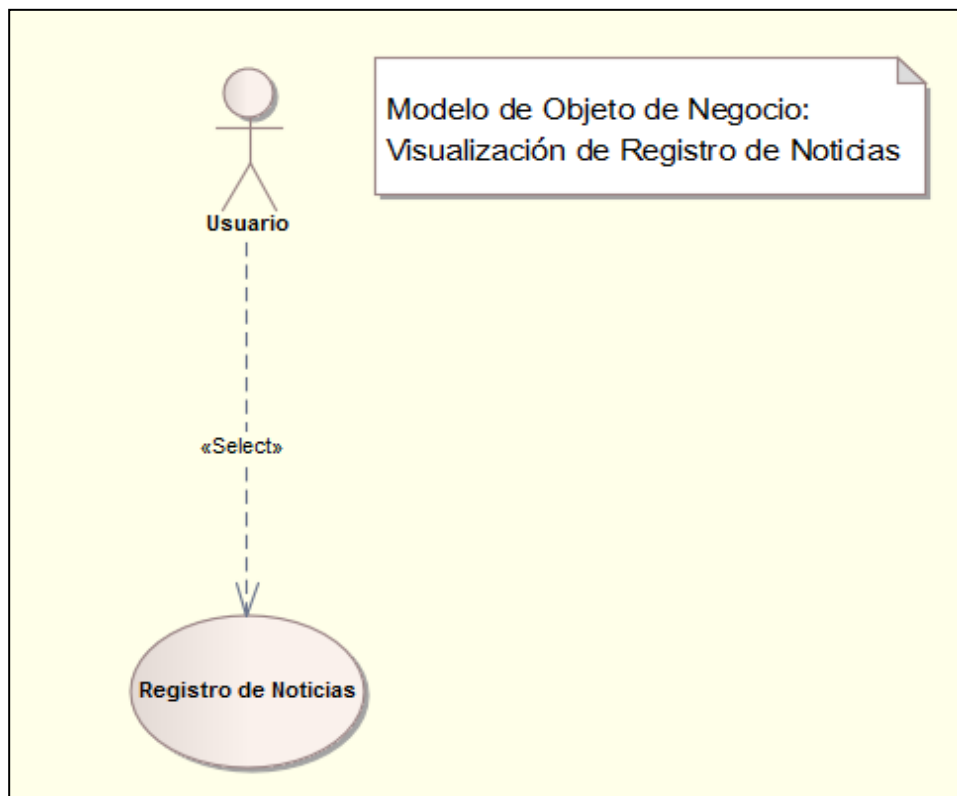 Modelo de Objeto de Negocio:
Visualización de Registro de Noticias
Usuario
«Select»
Registro de Noticias